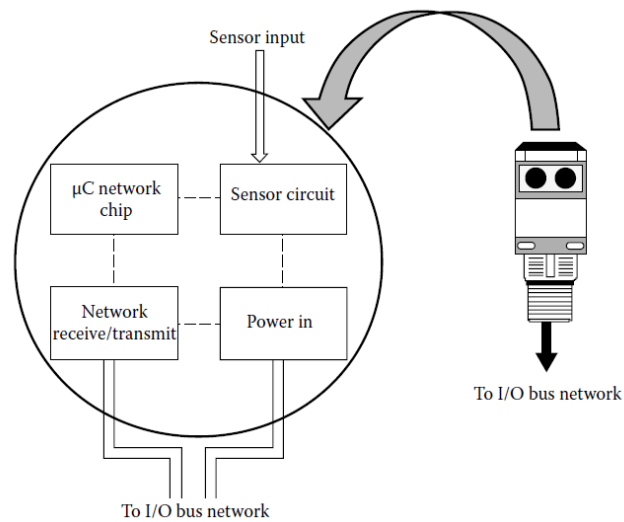 Sensor input
µC network
chip
Sensor circuit
Network
receive/transmit
Power in
To I/O bus network
To I/O bus network